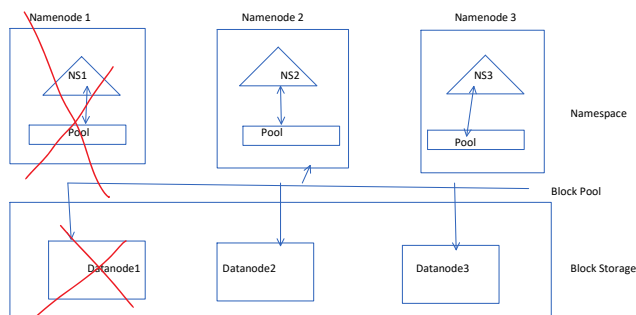 Namenode 1
Namenode 2
Namenode 3
NS1
NS2
NS3
Namespace
Pool
Pool
Pool
Block Pool
Datanode1
Datanode2
Datanode3
Block Storage